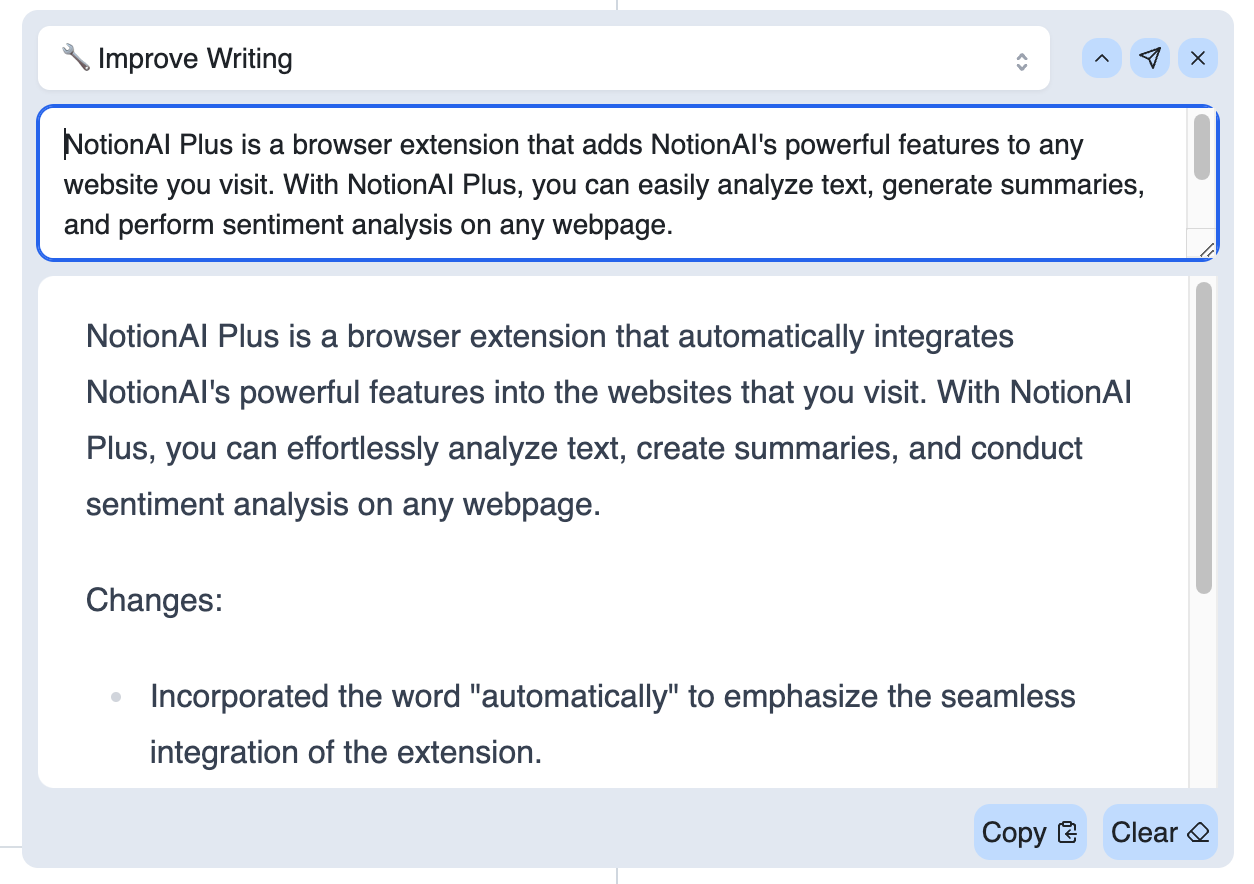 Improve Writing
NotionAI Plus is a browser extension that adds NotionAI's powerful features to any
website you visit. With NotionAI Plus, you can easily analyze text, generate summaries,
and perform sentiment analysis on any webpage.
NotionAI Plus is a browser extension that automatically integrates
NotionAI's powerful features into the websites that you visit. With NotionAI
Plus, you can effortlessly analyze text, create summaries, and conduct
sentiment analysis on any webpage.
Changes:
Incorporated the word "automatically" to emphasize the seamless
integration of the extension.
Copy
Clear